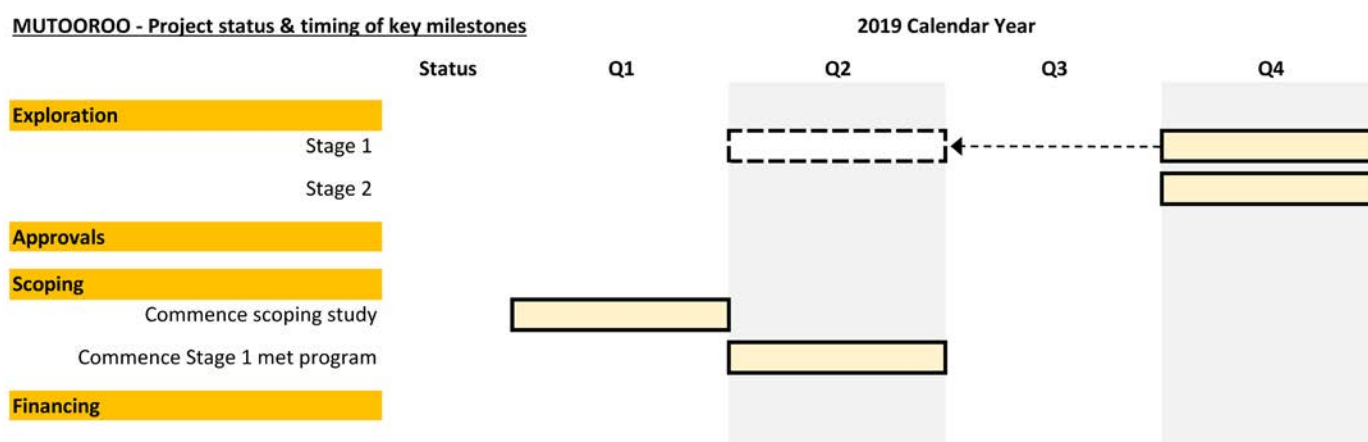 MUTOOROO - Project status & timing of key milestones
2019 Calendar Year
Status Q1 Q2 Q3 Q4
Exploration
Stage 1
Stage 2
Approvals
Scoping
Commence scoping study
Commence Stage 1 met program
Financing